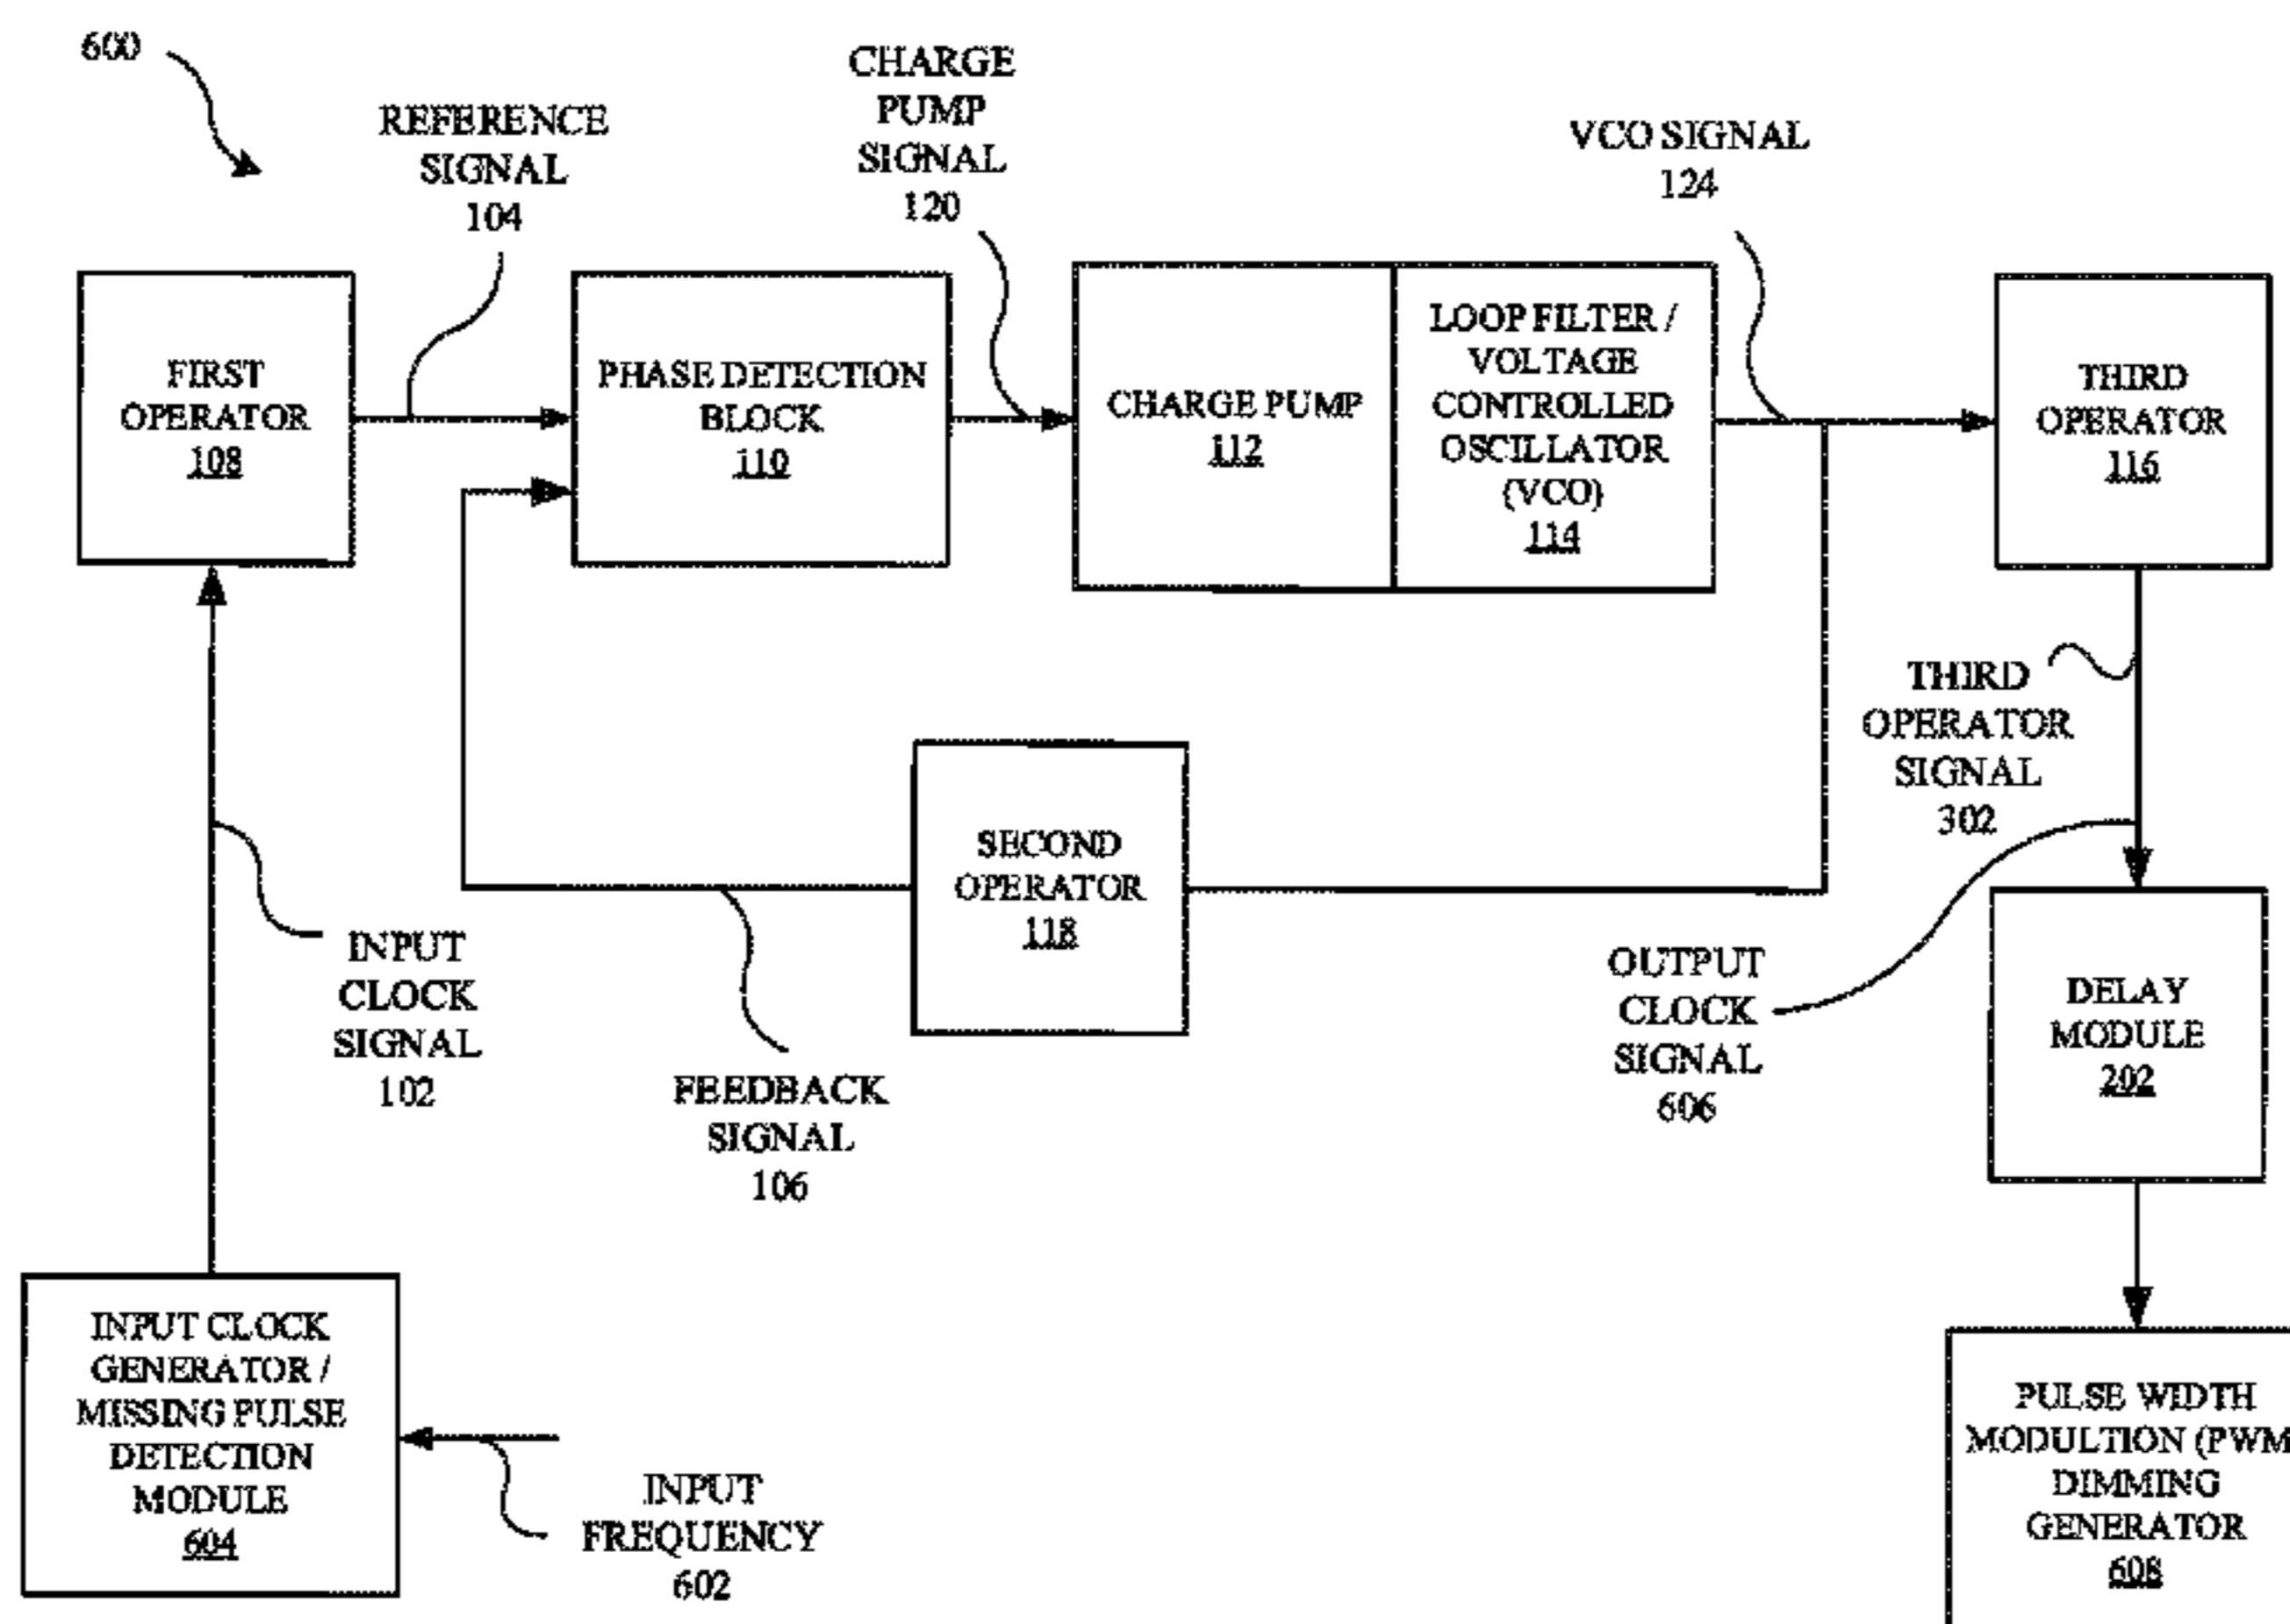 600
REFERENCE
SIGNAL
104
CHARGE
PUMP
SIGNAL
120
VCO SIGNAL
124
FIRST
OPERATOR
108
PHASE DETECTION
BLOCK
110
CHARGE PUMP
112
LOOP FILTER /
VOLTAGE
CONTROLLED
OSCILLATOR
(VCO)
114
THIRD
OPERATOR
116
THIRD
OPERATOR
SIGNAL
302
SECOND
OPERATOR
118
INPUT
CLOCK
SIGNAL
102
FEEDBACK
SIGNAL
106
OUTPUT
CLOCK
SIGNAL
606
DELAY
MODULE
202
INPUT CLOCK
GENERATOR /
MISSING PULSE
DETECTION
MODULE
604
INPUT
FREQUENCY
602
PULSE WIDTH
MODULTION (PWM
DIMMING
GENERATOR
608